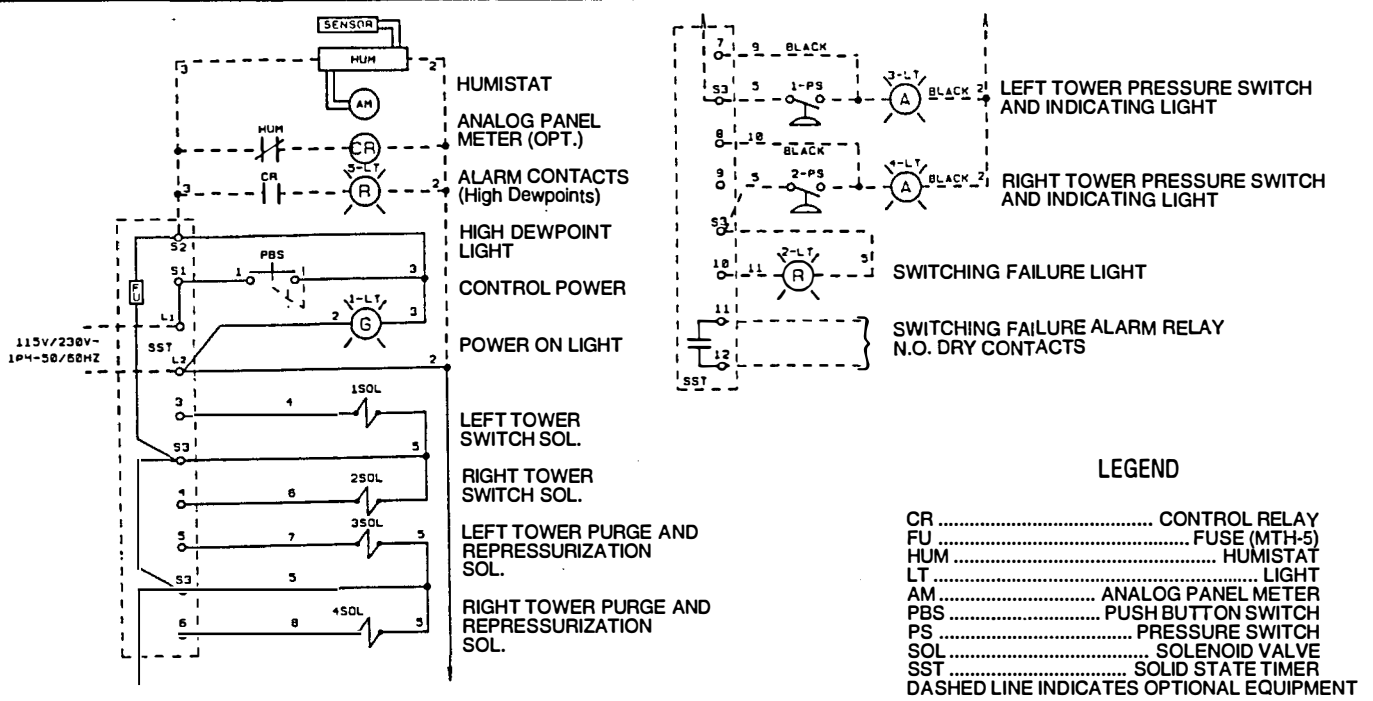 SENSOR
3
HUM
2
HUMISTAT
AM
ANALOG PANEL
METER (OPT.)
HUM
CR
5-LT
3
CR
R
2
ALARM CONTACTS
(High Dewpoints)
S2
HIGH DEWPOINT
LIGHT
S1
1
PBS
3
CONTROL POWER
FU
L1
1-LT
2
G
3
115V/230V-
1PH-50/60HZ
SST
L2
2
POWER ON LIGHT
3
4
1SOL
LEFT TOWER
SWITCH SOL.
S3
5
4
6
2SOL
RIGHT TOWER
SWITCH SOL.
5
7
3SOL
5
LEFT TOWER PURGE AND
REPRESSURIZATION
SOL.
S3
5
6
8
4SOL
5
RIGHT TOWER PURGE AND
REPRESSURIZATION
SOL.
7
9
BLACK
S3
5
1-PS
3-LT
A
BLACK 2
LEFT TOWER PRESSURE SWITCH
AND INDICATING LIGHT
8
10
BLACK
9
5
2-PS
4-LT
A
BLACK 2
RIGHT TOWER PRESSURE SWITCH
AND INDICATING LIGHT
S3
10
11
2-LT
R
5
SWITCHING FAILURE LIGHT
11
12
SST
SWITCHING FAILURE ALARM RELAY
N.O. DRY CONTACTS
LEGEND
CR .................................... CONTROL RELAY
FU ........................................... FUSE (MTH-5)
HUM .............................................. HUMISTAT
LT ...................................................... LIGHT
AM ........................... ANALOG PANEL METER
PBS ........................... PUSH BUTTON SWITCH
PS ................................ PRESSURE SWITCH
SOL .................................. SOLENOID VALVE
SST .............................. SOLID STATE TIMER
DASHED LINE INDICATES OPTIONAL EQUIPMENT